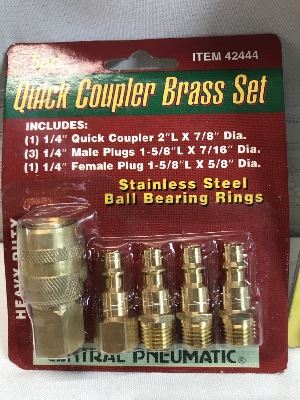 ITEM 42444
Quick Coupler Brass Set
INCLUDES:
(1) 1/4" Quick Coupler 2"L X 7/8" Dia.
(3) 1/4" Male Plugs 1-5/8"L X 7/16" Dia.
(1) 1/4" Female Plug 1-5/8"L X 5/8" Dia.
Stainless Steel
Ball Bearing Rings
HEAVY DUTY
CENTRAL PNEUMATIC®